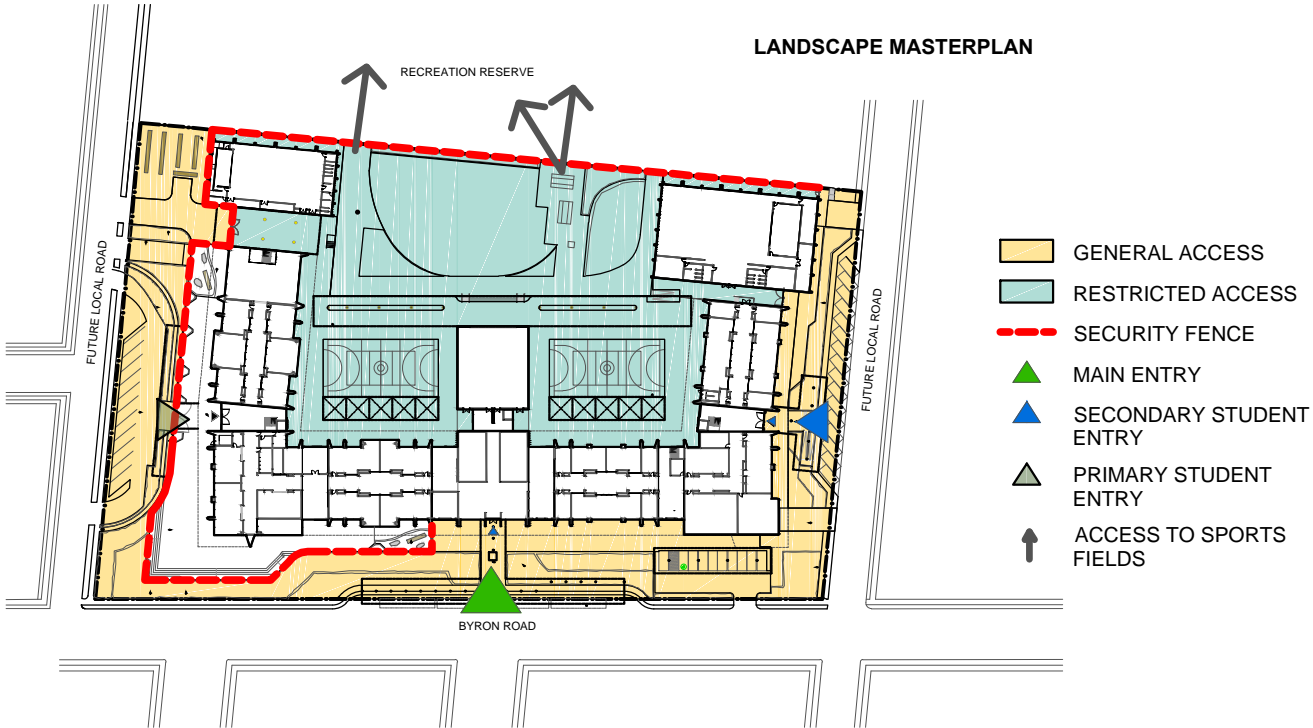 LANDSCAPE MASTERPLAN
RECREATION RESERVE
FUTURE LOCAL ROAD
FUTURE LOCAL ROAD
BYRON ROAD
GENERAL ACCESS
RESTRICTED ACCESS
SECURITY FENCE
MAIN ENTRY
SECONDARY STUDENT
ENTRY
PRIMARY STUDENT
ENTRY
ACCESS TO SPORTS
FIELDS